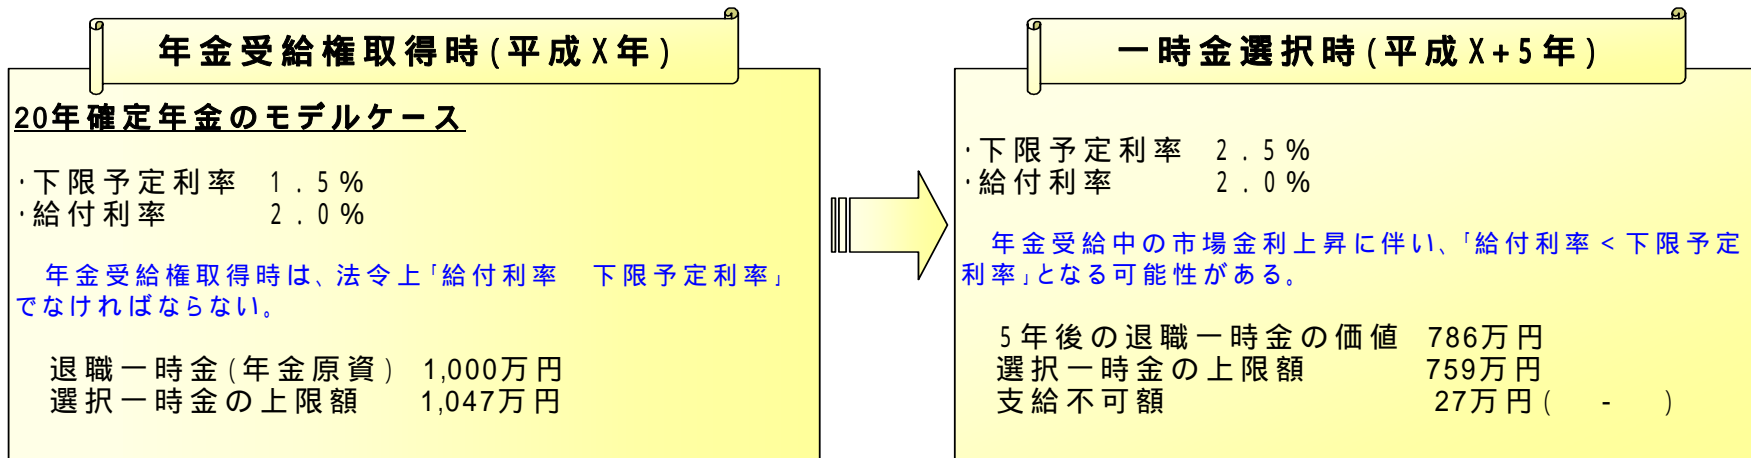 年金受給権取得時(平成X年)
20年確定年金のモデルケース
・下限予定利率 1.5%
・給付利率 2.0%
年金受給権取得時は、法令上「給付利率 下限予定利率」
でなければならない。
退職一時金(年金原資) 1,000万円
選択一時金の上限額 1,047万円
一時金選択時(平成X+5年)
・下限予定利率 2.5%
・給付利率 2.0%
年金受給中の市場金利上昇に伴い、「給付利率<下限予定
利率」となる可能性がある。
5年後の退職一時金の価値 786万円
選択一時金の上限額 759万円
支給不可額 27万円( - )